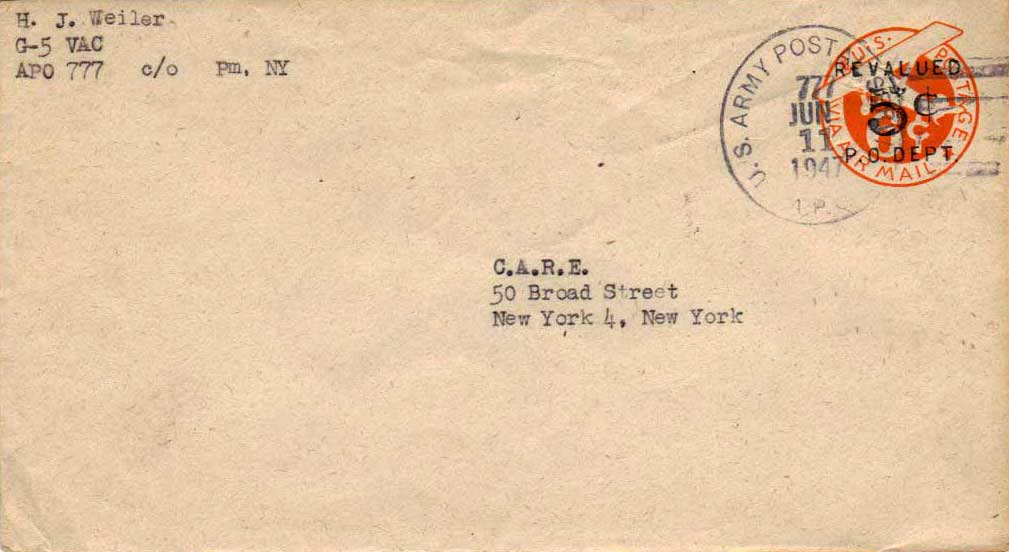 H. J. Weiler
G-5 VAC
APO 777 c/o Pm, NY
U.S. ARMY POST
777
JUN
11
1947
1 P
U.S. POSTAGE
VIA AIR MAIL
REVALUED
5¢
P.O. DEPT.
C.A.R.E.
50 Broad Street
New York 4, New York